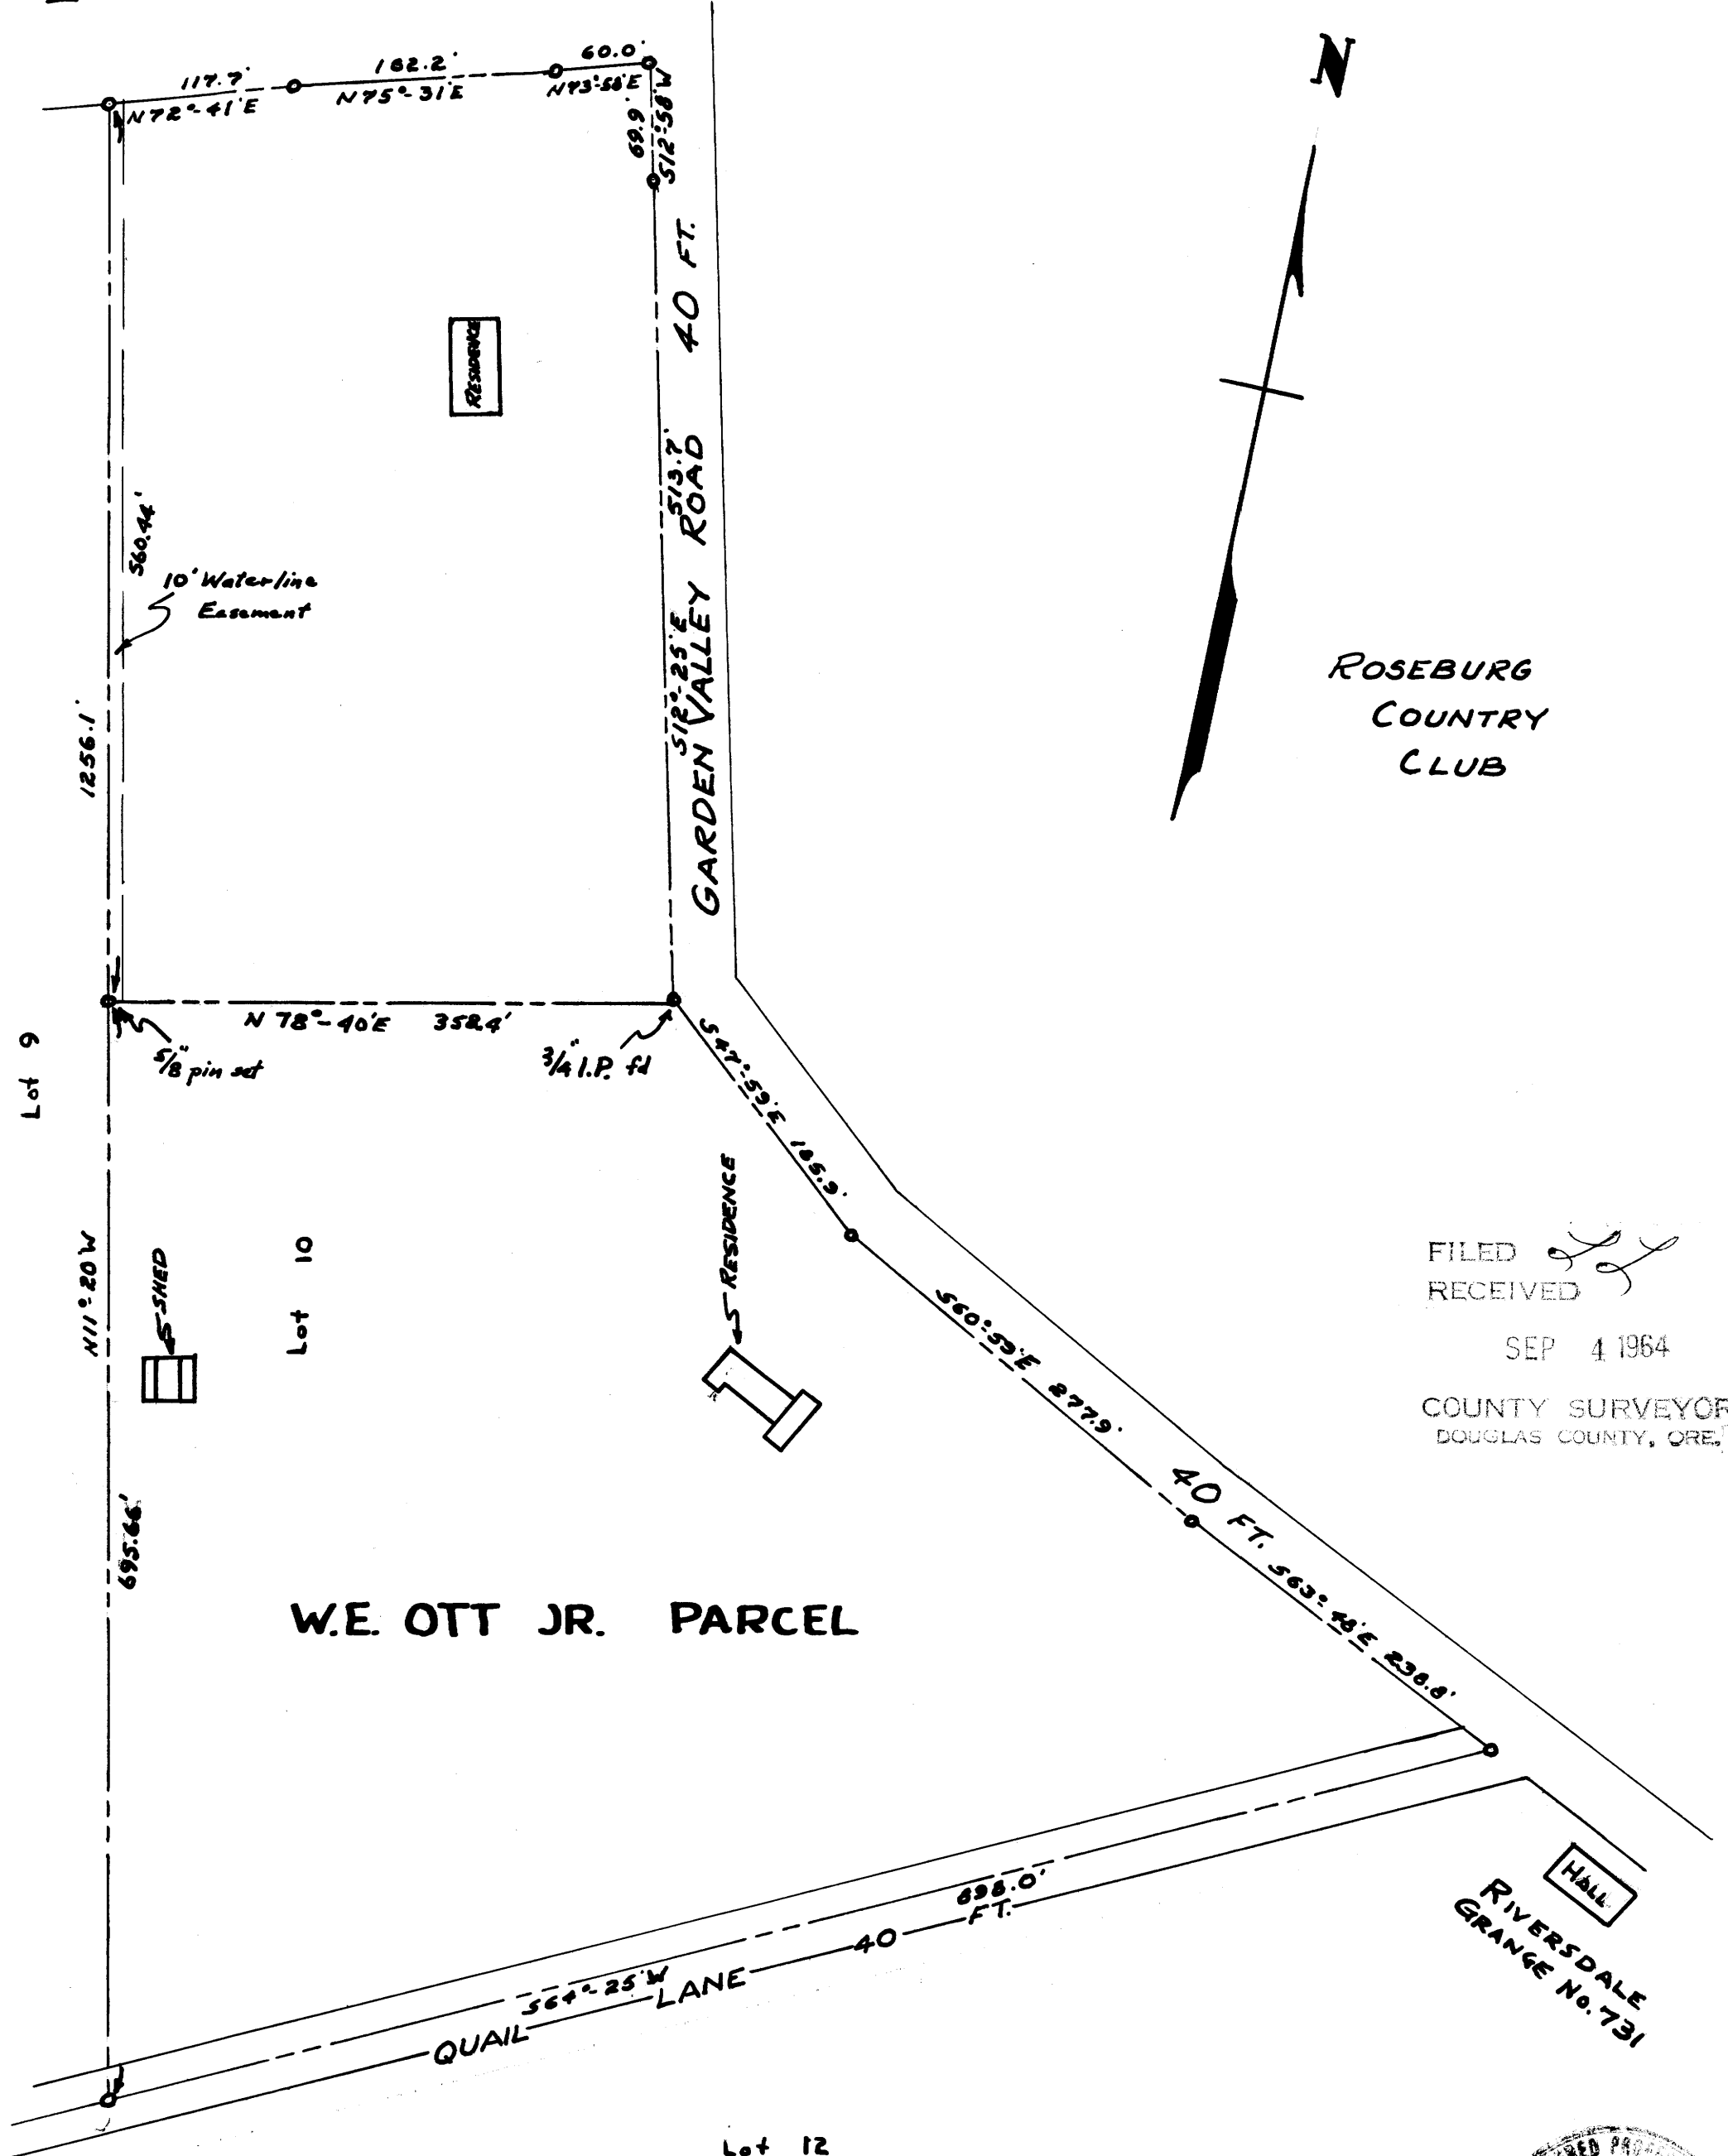 N
117.7'
N72°-41'E
162.2'
N75°-31'E
60.0'
N73°-58'E
69.9'
S12°-58'W
RESIDENCE
GARDEN VALLEY ROAD 40 FT.
513.7'
S12°-25'E
560.44'
10' Waterline
Easement
1256.1'
ROSEBURG
COUNTRY
CLUB
N 78°-40'E 358.4'
5/8" pin set
3/4" I.P. fd
Lot 9
S47°-59'E 185.9'
RESIDENCE
SHED
Lot 10
N11°20'W
S60°-59'E 277.9'
FILED
RECEIVED
SEP 4 1964
COUNTY SURVEYOR
DOUGLAS COUNTY, ORE.
40 FT.
S63°-48'E 238.8'
695.66'
W.E. OTT JR. PARCEL
898.0'
S64°-25'W
QUAIL LANE 40 FT.
HALL
RIVERSDALE
GRANGE No. 731
Lot 12